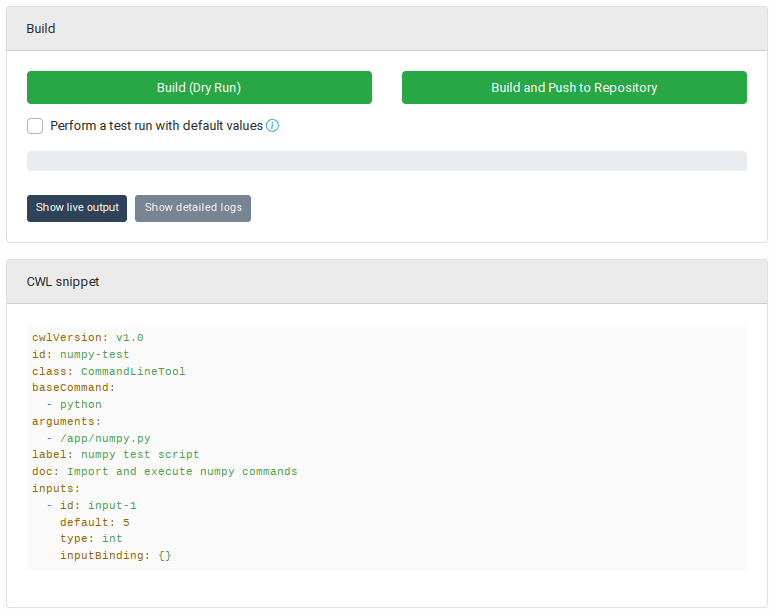 Build
Build (Dry Run)
Build and Push to Repository
Perform a test run with default values
Show live output
Show detailed logs
CWL snippet
cwlVersion: v1.0
id: numpy-test
class: CommandLineTool
baseCommand:
  - python
arguments:
  - /app/numpy.py
label: numpy test script
doc: Import and execute numpy commands
inputs:
  - id: input-1
    default: 5
    type: int
    inputBinding: {}